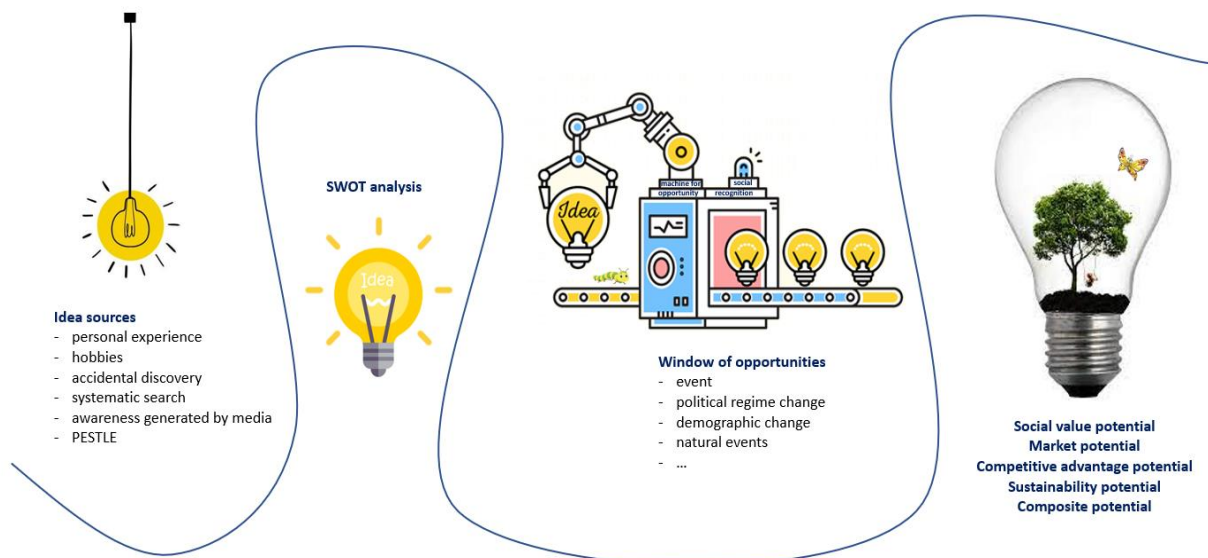 Idea sources
- personal experience
- hobbies
- accidental discovery
- systematic search
- awareness generated by media
- PESTLE
SWOT analysis
Idea
Idea
machine for
opportunity
social
recognition
Window of opportunities
- event
- political regime change
- demographic change
- natural events
- ...
Social value potential
Market potential
Competitive advantage potential
Sustainability potential
Composite potential